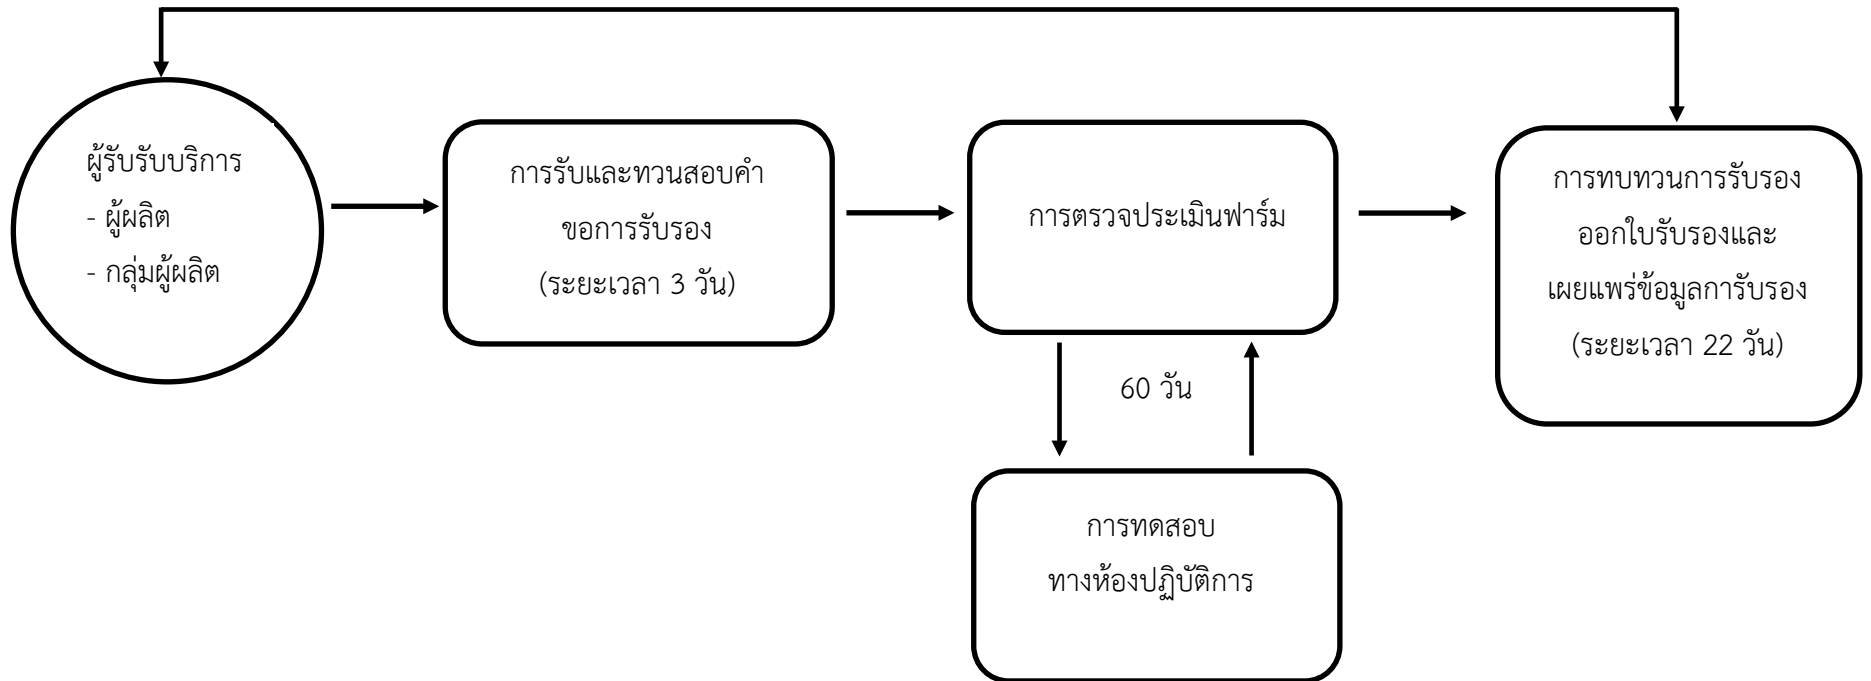 ผู้รับรับบริการ
- ผู้ผลิต
- กลุ่มผู้ผลิต
การรับและทวนสอบคำ
ขอการรับรอง
(ระยะเวลา 3 วัน)
การตรวจประเมินฟาร์ม
60 วัน
การทดสอบ
ทางห้องปฏิบัติการ
การทบทวนการรับรอง
ออกใบรับรองและ
เผยแพร่ข้อมูลการับรอง
(ระยะเวลา 22 วัน)